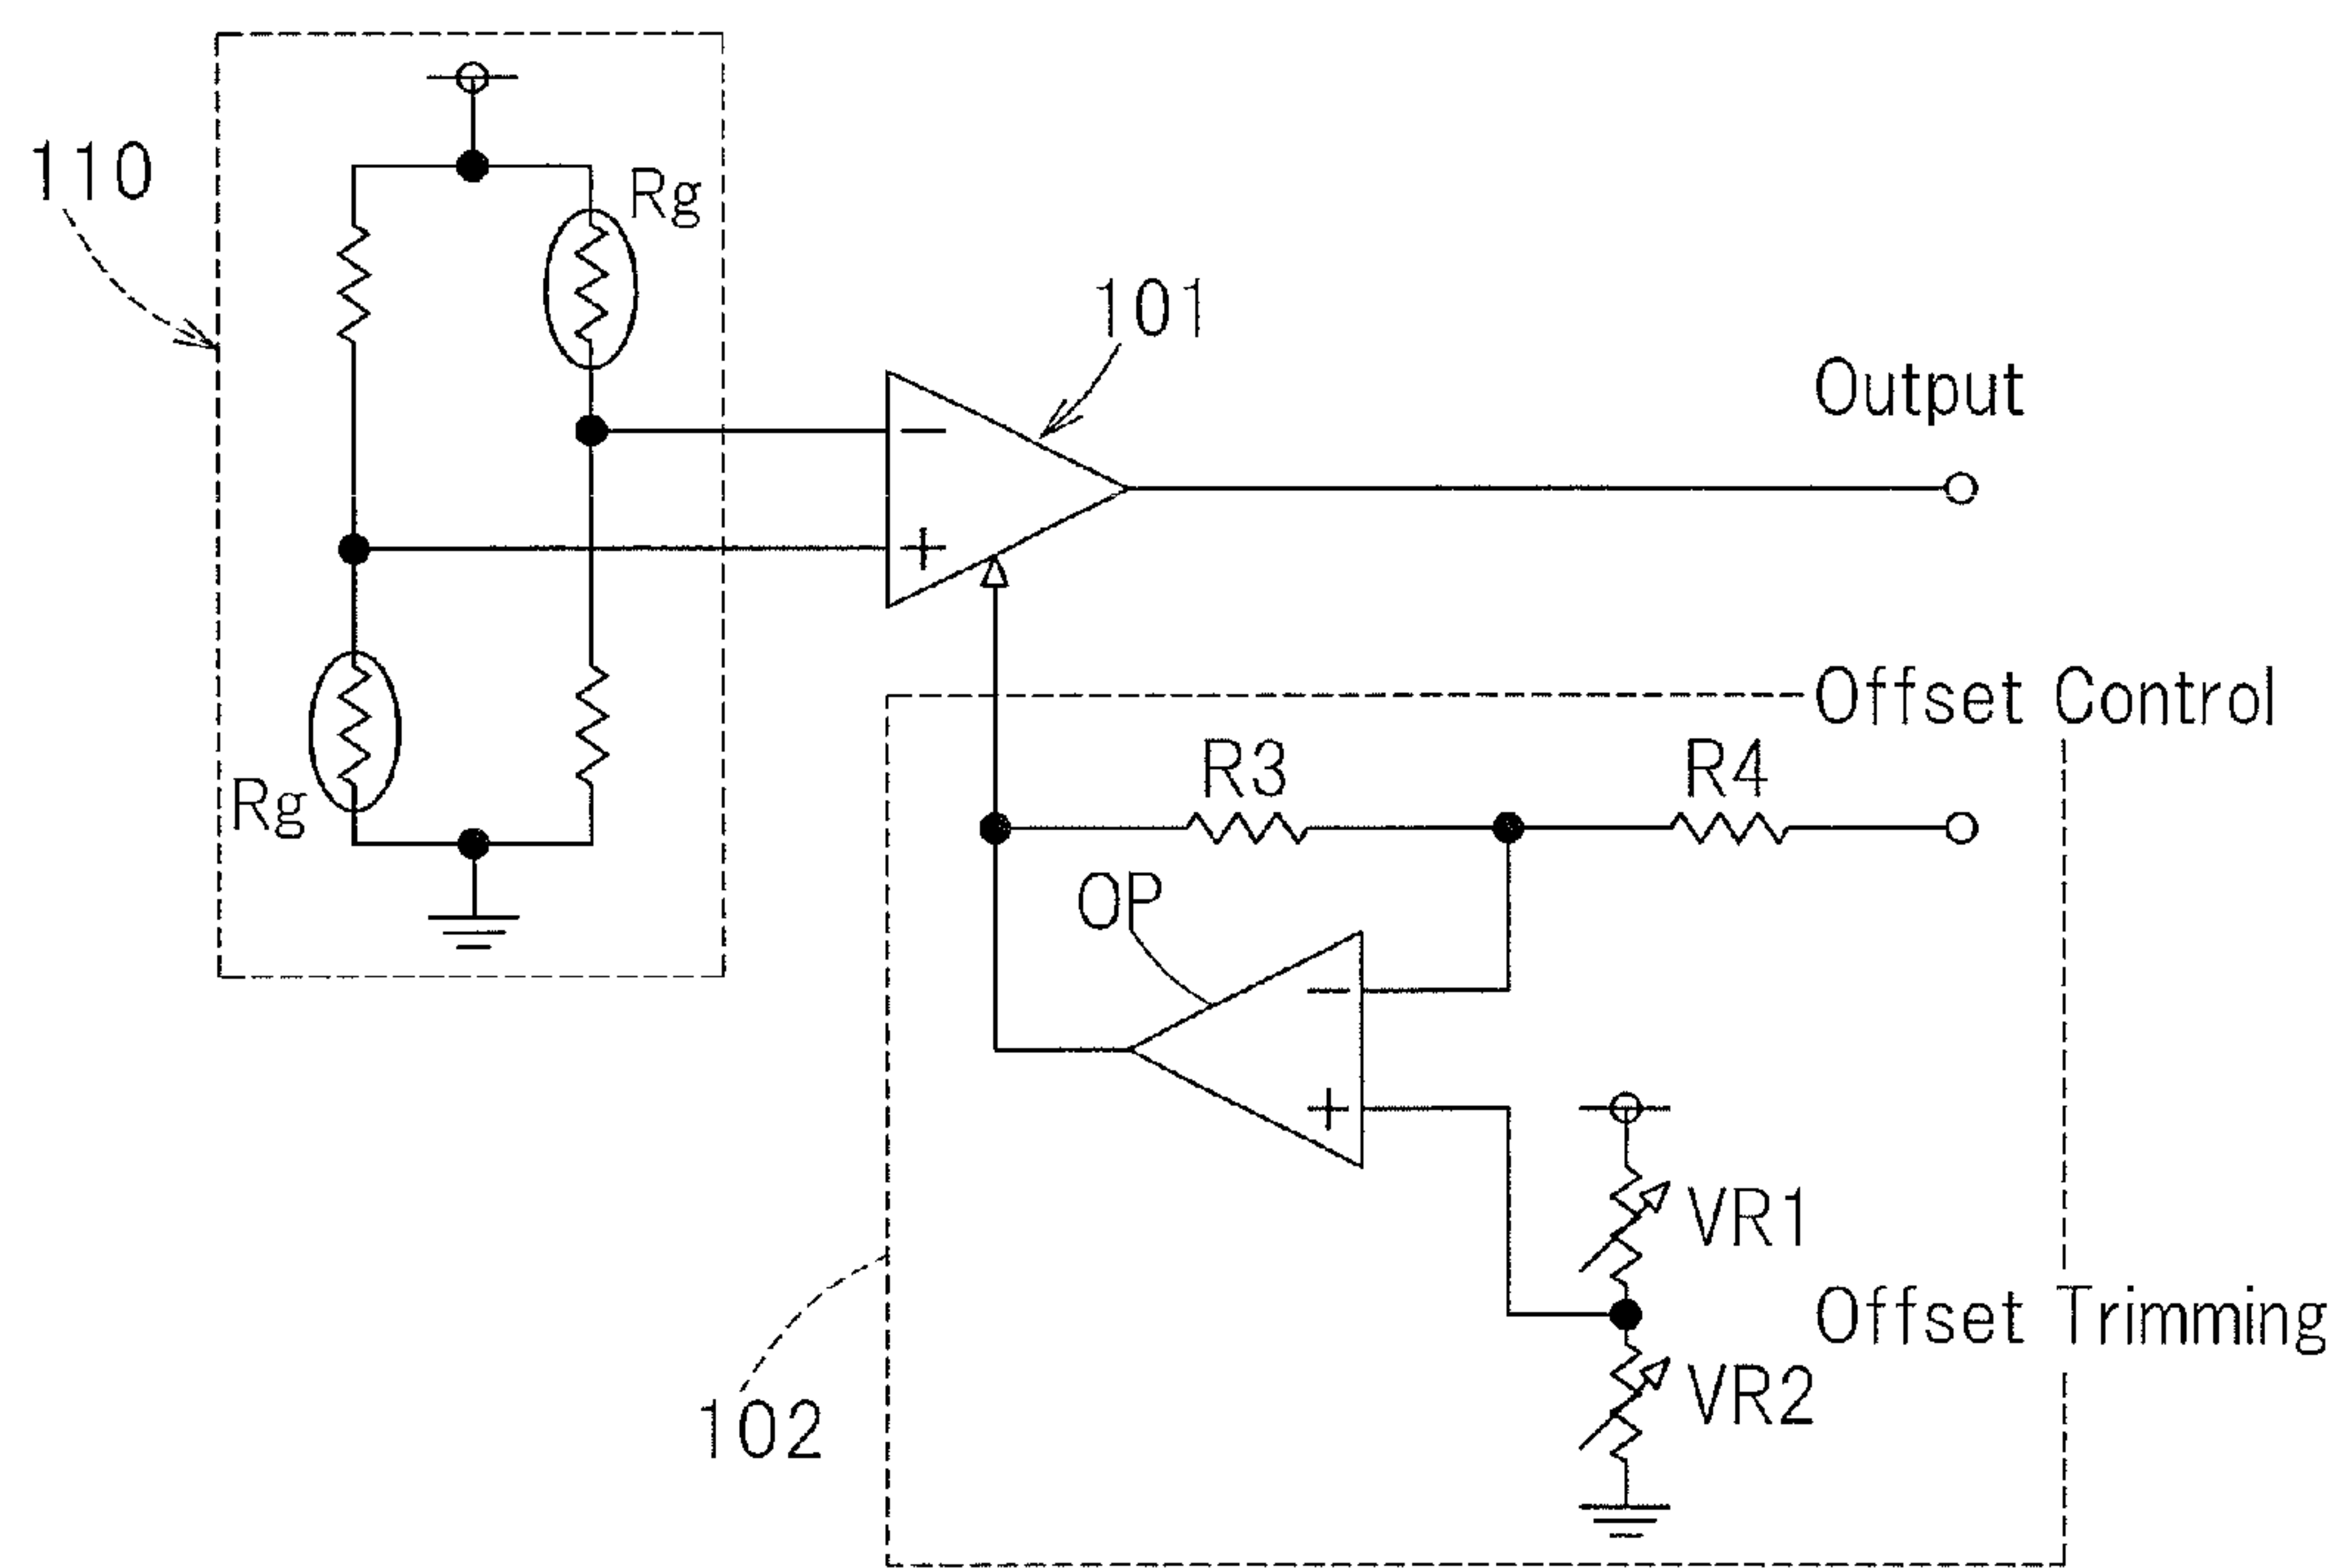 110
Rg
101
Output
−
+
Offset Control
R3
R4
Rg
OP
−
+
VR1
Offset Trimming
VR2
102